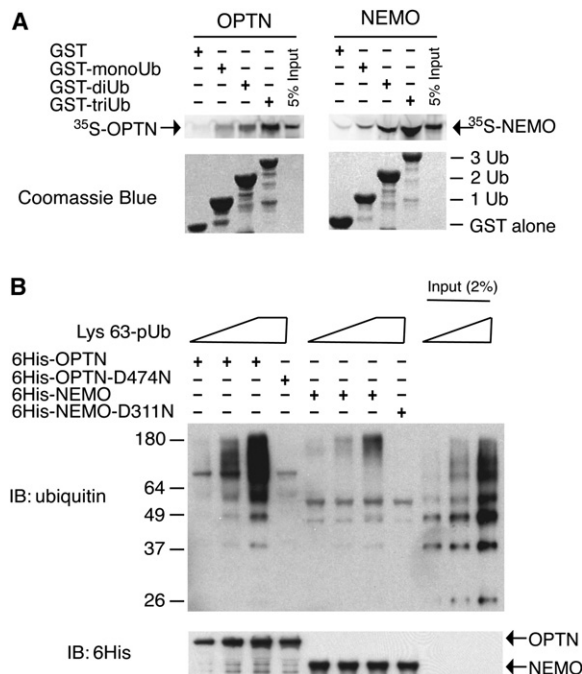 A
OPTN
NEMO
GST + – – – + – – –
GST-monoUb – + – – – + – –
GST-diUb – – + – – – + –
GST-triUb – – – + – – – +
5% Input
5% Input
35S-OPTN
35S-NEMO
Coomassie Blue
3 Ub
2 Ub
1 Ub
GST alone
B
Input (2%)
Lys 63-pUb
6His-OPTN + + + – – – – –
6His-OPTN-D474N – – – + – – – –
6His-NEMO – – – – + + + –
6His-NEMO-D311N – – – – – – – +
IB: ubiquitin
180
64
49
37
26
IB: 6His
OPTN
NEMO